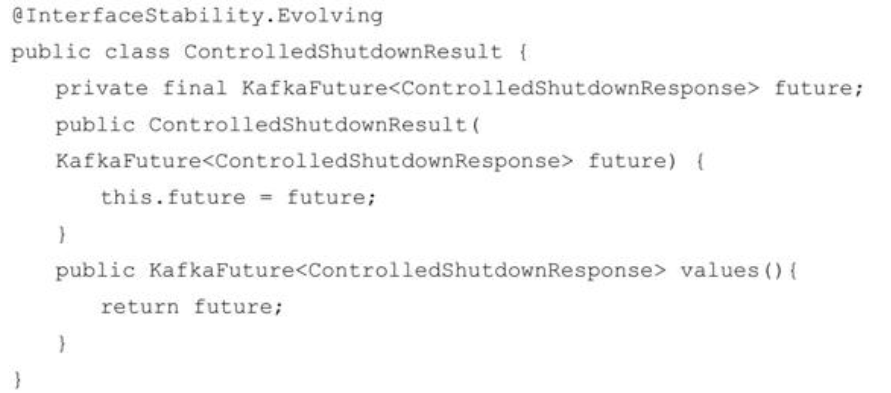 @InterfaceStability.Evolving
public class ControlledShutdownResult {
private final KafkaFuture<ControlledShutdownResponse> future;
public ControlledShutdownResult(
KafkaFuture<ControlledShutdownResponse> future) {
this.future = future;
}
public KafkaFuture<ControlledShutdownResponse> values(){
return future;
}
}